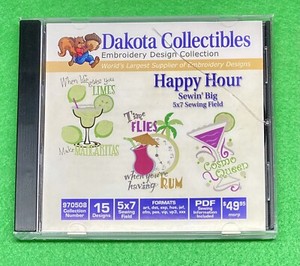 Dakota Collectibles
Embroidery Design Collection
World's Largest Supplier of Embroidery Designs
Happy Hour
Sewin' Big
5x7 Sewing Field
When life gives you
LIMES
Make MARGARITAS
Time
FLIES
when you're
having RUM
Cosmo
Queen
970508
Collection
Number
15
Designs
5x7
Sewing
Field
FORMATS
art, dst, exp, hus, jef,
ofm, pes, vip, vp3, xxx
PDF
Sewing
Information
Included
$49.95
msrp